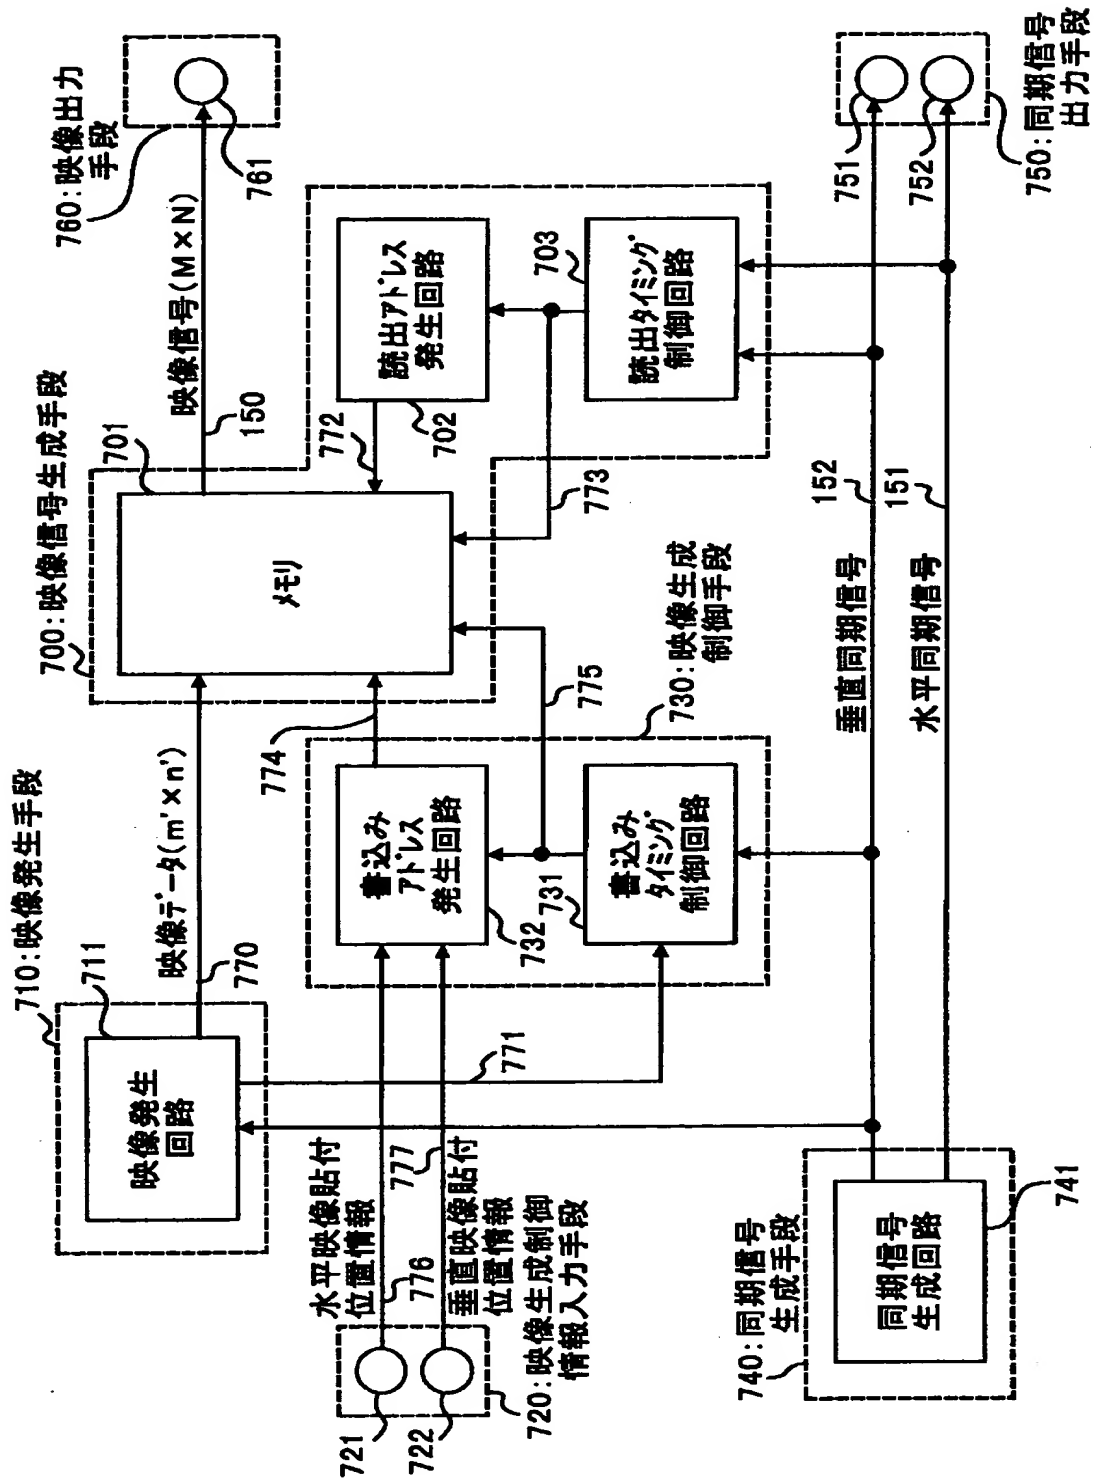 710:映像発生手段
711
映像発生
回路
映像データ(m'×n')
770
700:映像信号生成手段
701
メモリ
映像信号(M×N)
150
760:映像出力
手段
761
水平映像貼付
位置情報
776
777
垂直映像貼付
位置情報
721
722
720:映像生成制御
情報入力手段
771
774
書込み
アドレス
発生回路
732
731
書込み
タイミング
制御回路
775
730:映像生成
制御手段
772
読出アドレス
発生回路
702
773
703
読出タイミング
制御回路
740:同期信号
生成手段
同期信号
生成回路
741
垂直同期信号
152
水平同期信号
151
751
752
750:同期信号
出力手段